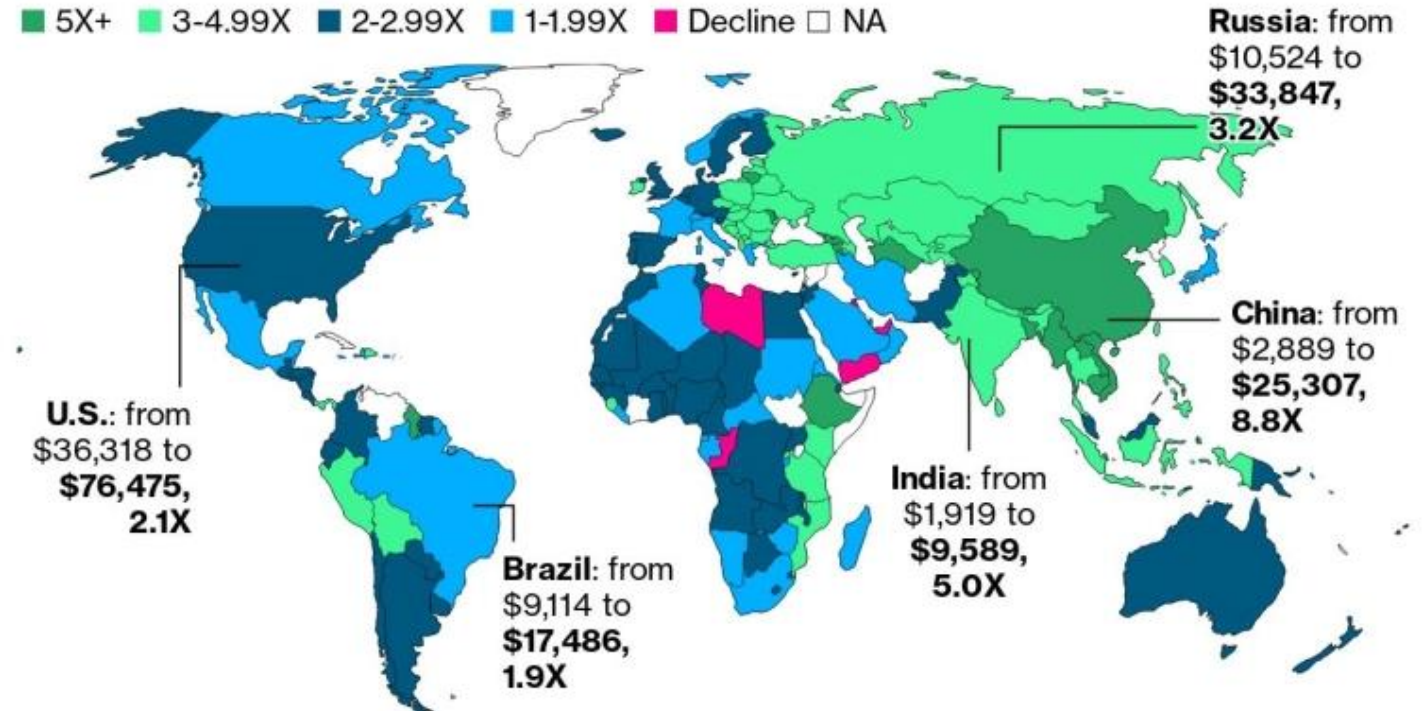 5X+ 3-4.99X 2-2.99X 1-1.99X Decline NA
Russia: from
$10,524 to
$33,847,
3.2X
China: from
$2,889 to
$25,307,
8.8X
U.S.: from
$36,318 to
$76,475,
2.1X
India: from
$1,919 to
$9,589,
5.0X
Brazil: from
$9,114 to
$17,486,
1.9X